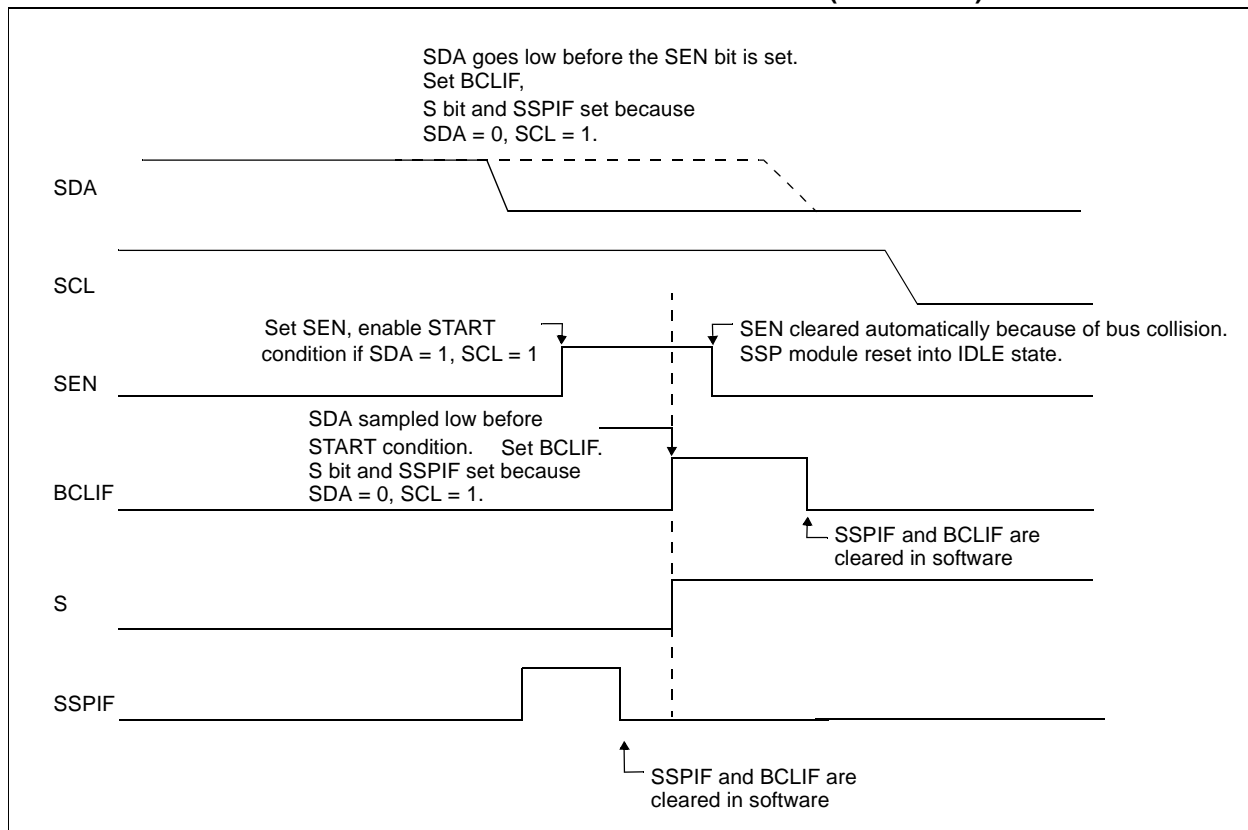 SDA goes low before the SEN bit is set.
Set BCLIF,
S bit and SSPIF set because
SDA = 0, SCL = 1.
SDA
SCL
Set SEN, enable START
condition if SDA = 1, SCL = 1
SEN cleared automatically because of bus collision.
SSP module reset into IDLE state.
SEN
SDA sampled low before
START condition. Set BCLIF.
S bit and SSPIF set because
SDA = 0, SCL = 1.
BCLIF
SSPIF and BCLIF are
cleared in software
S
SSPIF
SSPIF and BCLIF are
cleared in software